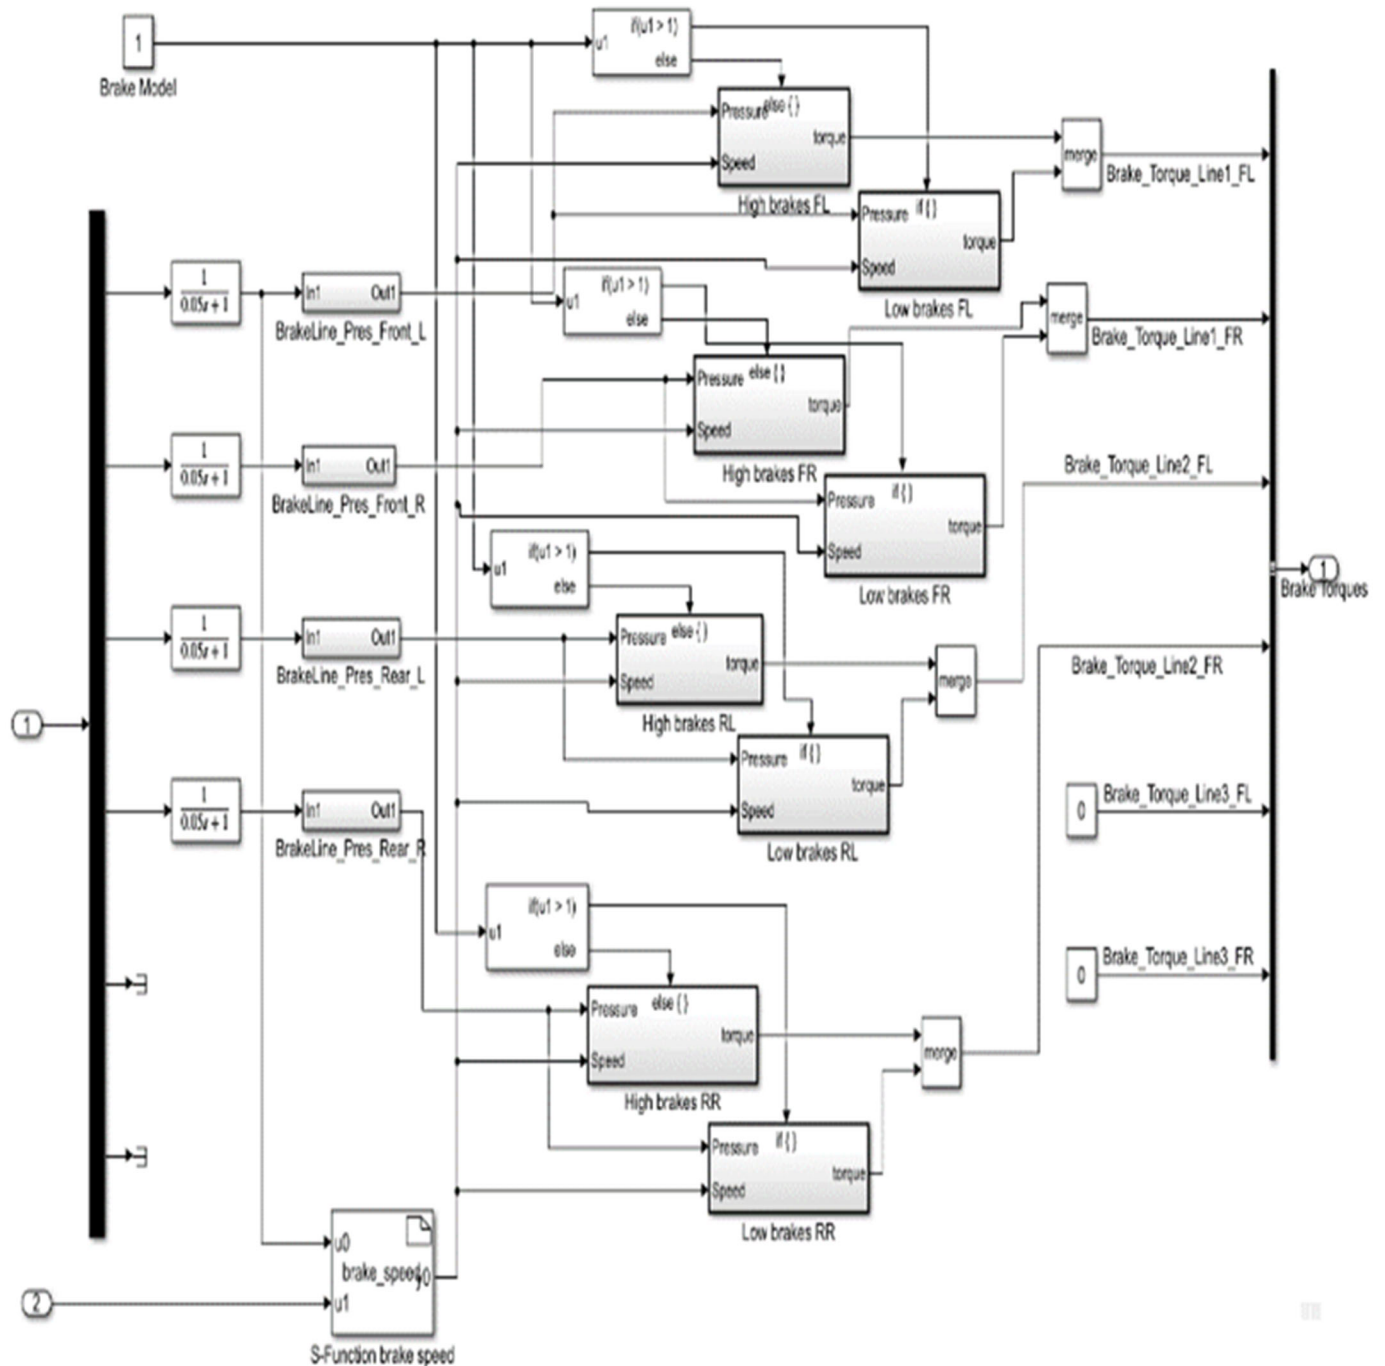 1
Brake Model
u1
if(u1 > 1)
else
Pressure
else { }
torque
Speed
High brakes FL
Pressure
if { }
torque
Speed
Low brakes FL
merge
Brake_Torque_Line1_FL
1
0.05s + 1
In1
Out1
BrakeLine_Pres_Front_L
u1
if(u1 > 1)
else
Pressure
else { }
torque
Speed
High brakes FR
merge
Brake_Torque_Line1_FR
1
0.05s + 1
In1
Out1
BrakeLine_Pres_Front_R
Pressure
if { }
torque
Speed
Low brakes FR
Brake_Torque_Line2_FL
1
Brake Torques
u1
if(u1 > 1)
else
1
0.05s + 1
In1
Out1
BrakeLine_Pres_Rear_L
Pressure
else { }
torque
Speed
High brakes RL
merge
Brake_Torque_Line2_FR
1
Pressure
if { }
torque
Speed
Low brakes RL
1
0.05s + 1
In1
Out1
BrakeLine_Pres_Rear_R
0
Brake_Torque_Line3_FL
u1
if(u1 > 1)
else
0
Brake_Torque_Line3_FR
Pressure
else { }
torque
Speed
High brakes RR
merge
Pressure
if { }
torque
Speed
Low brakes RR
u0
brake_speed
y0
u1
2
S-Function brake speed